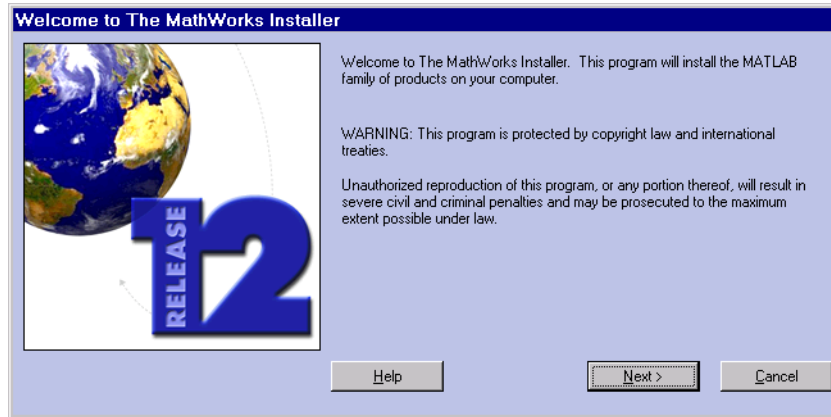 Welcome to The MathWorks Installer
Welcome to The MathWorks Installer.  This program will install the MATLAB
family of products on your computer.
WARNING: This program is protected by copyright law and international
treaties.
Unauthorized reproduction of this program, or any portion thereof, will result in
severe civil and criminal penalties and may be prosecuted to the maximum
extent possible under law.
RELEASE
12
Help
Next >
Cancel